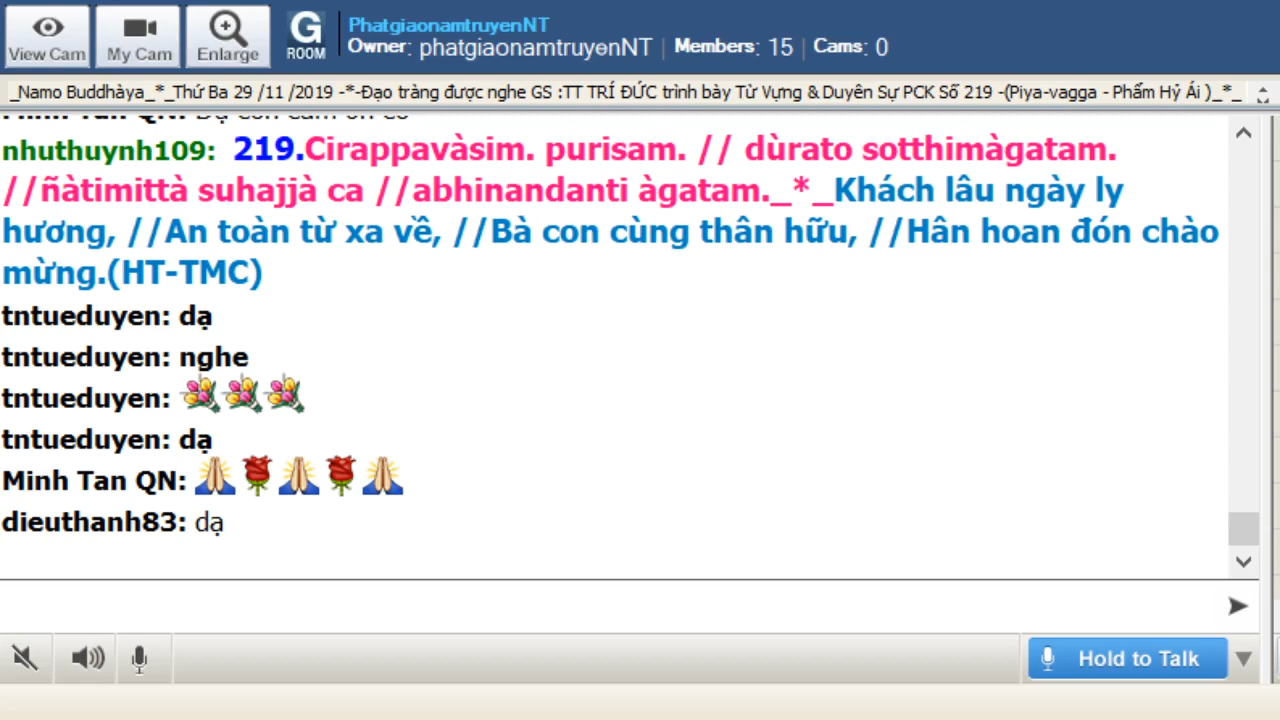 View Cam
My Cam
Enlarge
G
ROOM
PhatgiaonamtruyenNT
Owner: phatgiaonamtruyenNT | Members: 15 | Cams: 0
_Namo Buddhàya_*_Thứ Ba 29 /11 /2019 -*-Đạo tràng được nghe GS :TT TRÍ ĐỨC trình bày Từ Vựng & Duyên Sự PCK Số 219 -(Piya-vagga - Phẩm Hỷ Ái )_*_
Minh Tan QN: Dạ con cảm ơn cô
nhuthuynh109: 219.Cirappavàsim. purisam. // dùrato sotthimàgatam.
//ñàtimittà suhajjà ca //abhinandanti àgatam._*_Khách lâu ngày ly
hương, //An toàn từ xa về, //Bà con cùng thân hữu, //Hân hoan đón chào
mừng.(HT-TMC)
tntueduyen: dạ
tntueduyen: nghe
tntueduyen:
tntueduyen: dạ
Minh Tan QN:
dieuthanh83: dạ
Hold to Talk